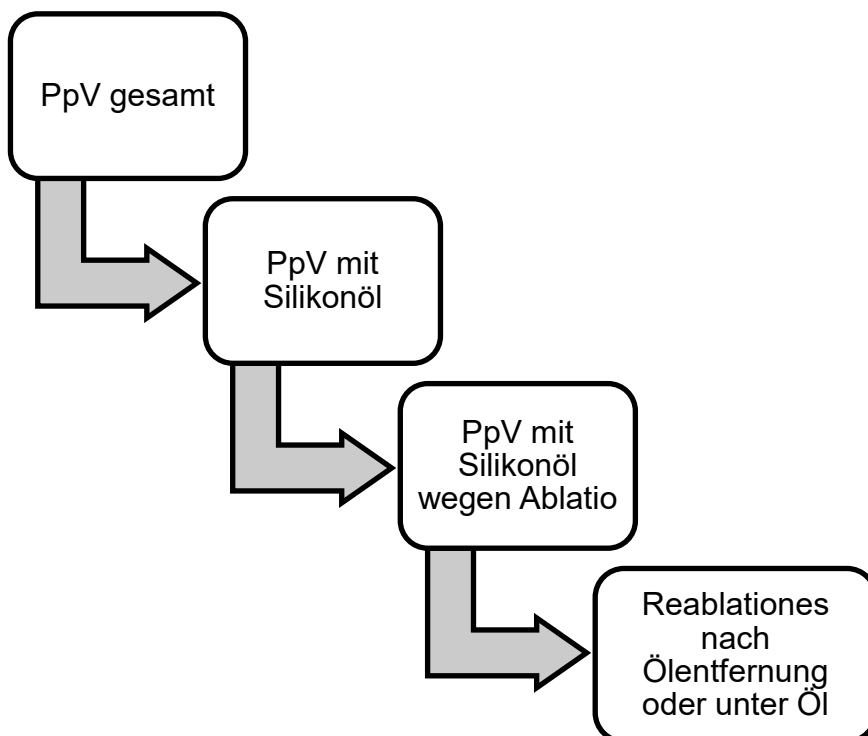 PpV gesamt
PpV mit
Silikonöl
PpV mit
Silikonöl
wegen Ablatio
Reablationes
nach
Ölentfernung
oder unter Öl